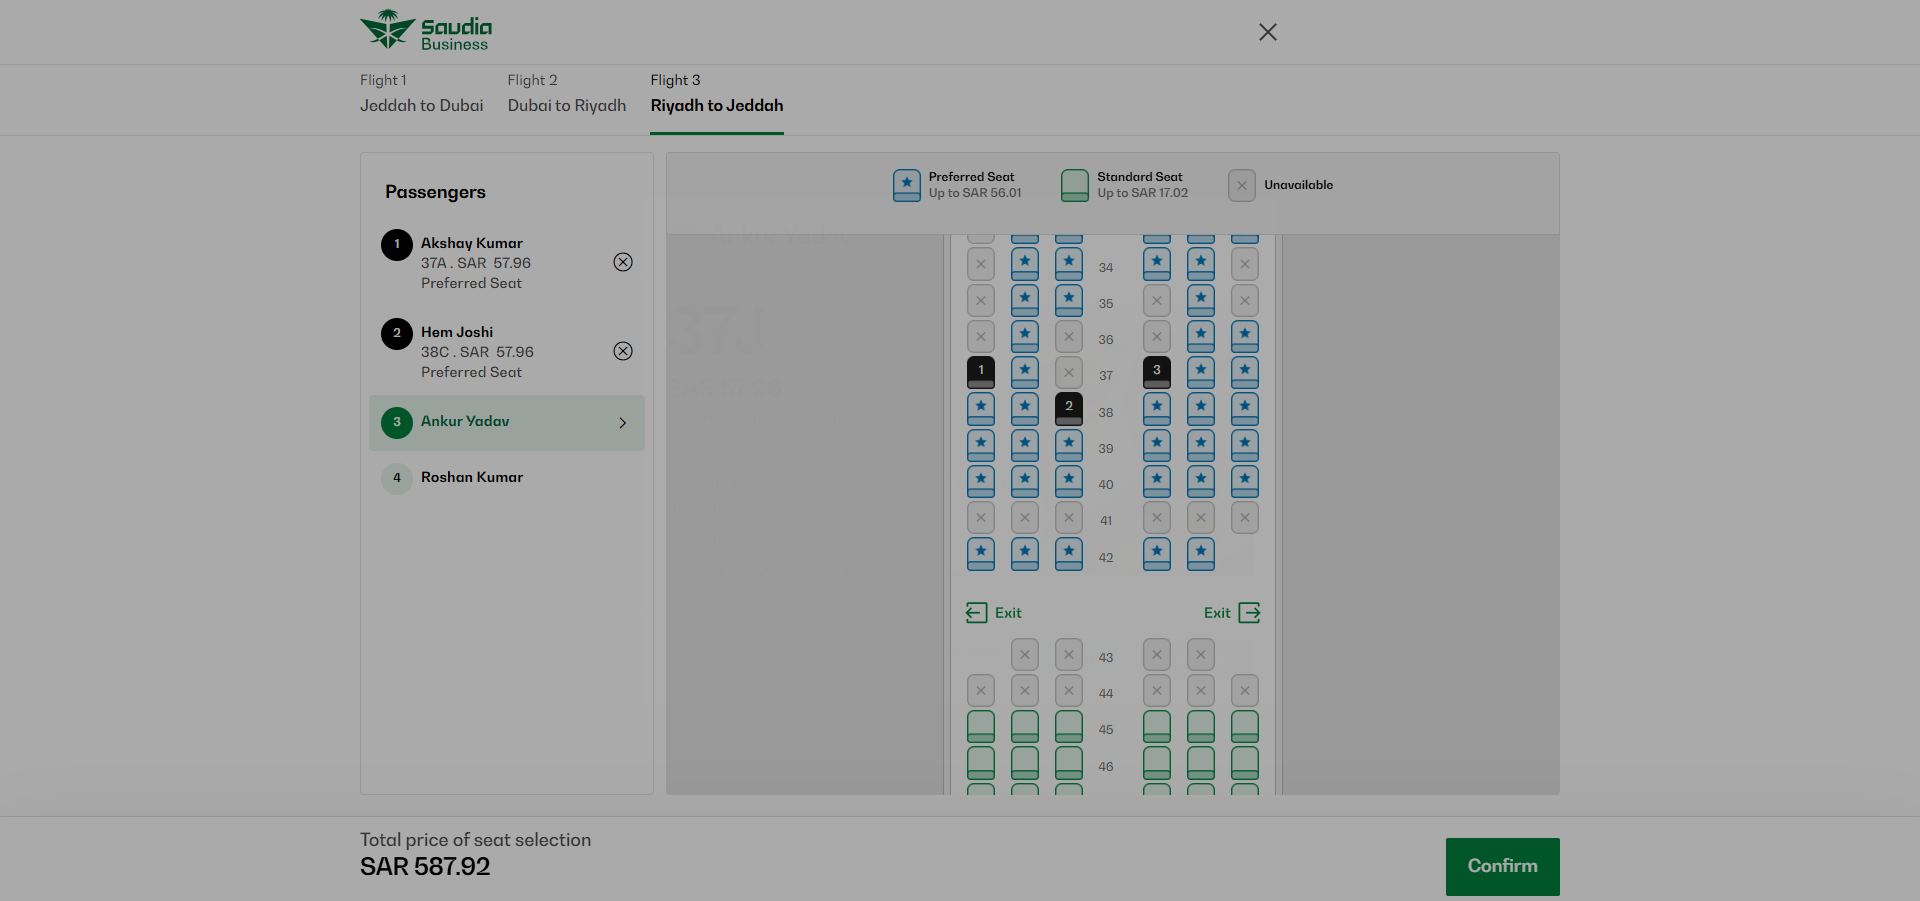 Saudia
Business
Flight 1
Jeddah to Dubai
Flight 2
Dubai to Riyadh
Flight 3
Riyadh to Jeddah
Passengers
1
Akshay Kumar
37A . SAR 57.96
Preferred Seat
2
Hem Joshi
38C . SAR 57.96
Preferred Seat
3
Ankur Yadav
4
Roshan Kumar
Preferred Seat
Up to SAR 56.01
Standard Seat
Up to SAR 17.02
Unavailable
37J
34
35
36
1
37
3
2
38
39
40
41
42
Exit
Exit
43
44
45
46
Total price of seat selection
SAR 587.92
Confirm